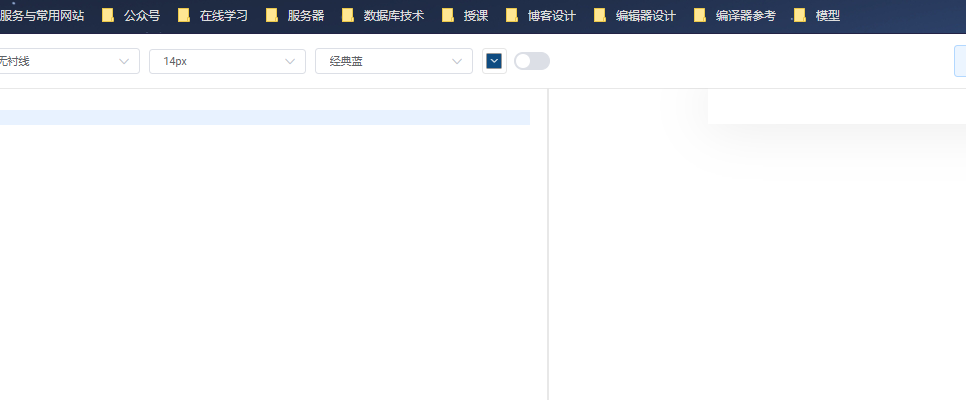 服务与常用网站 公众号 在线学习 服务器 数据库技术 授课 博客设计 编辑器设计 编译器参考 模型
无衬线 14px 经典蓝